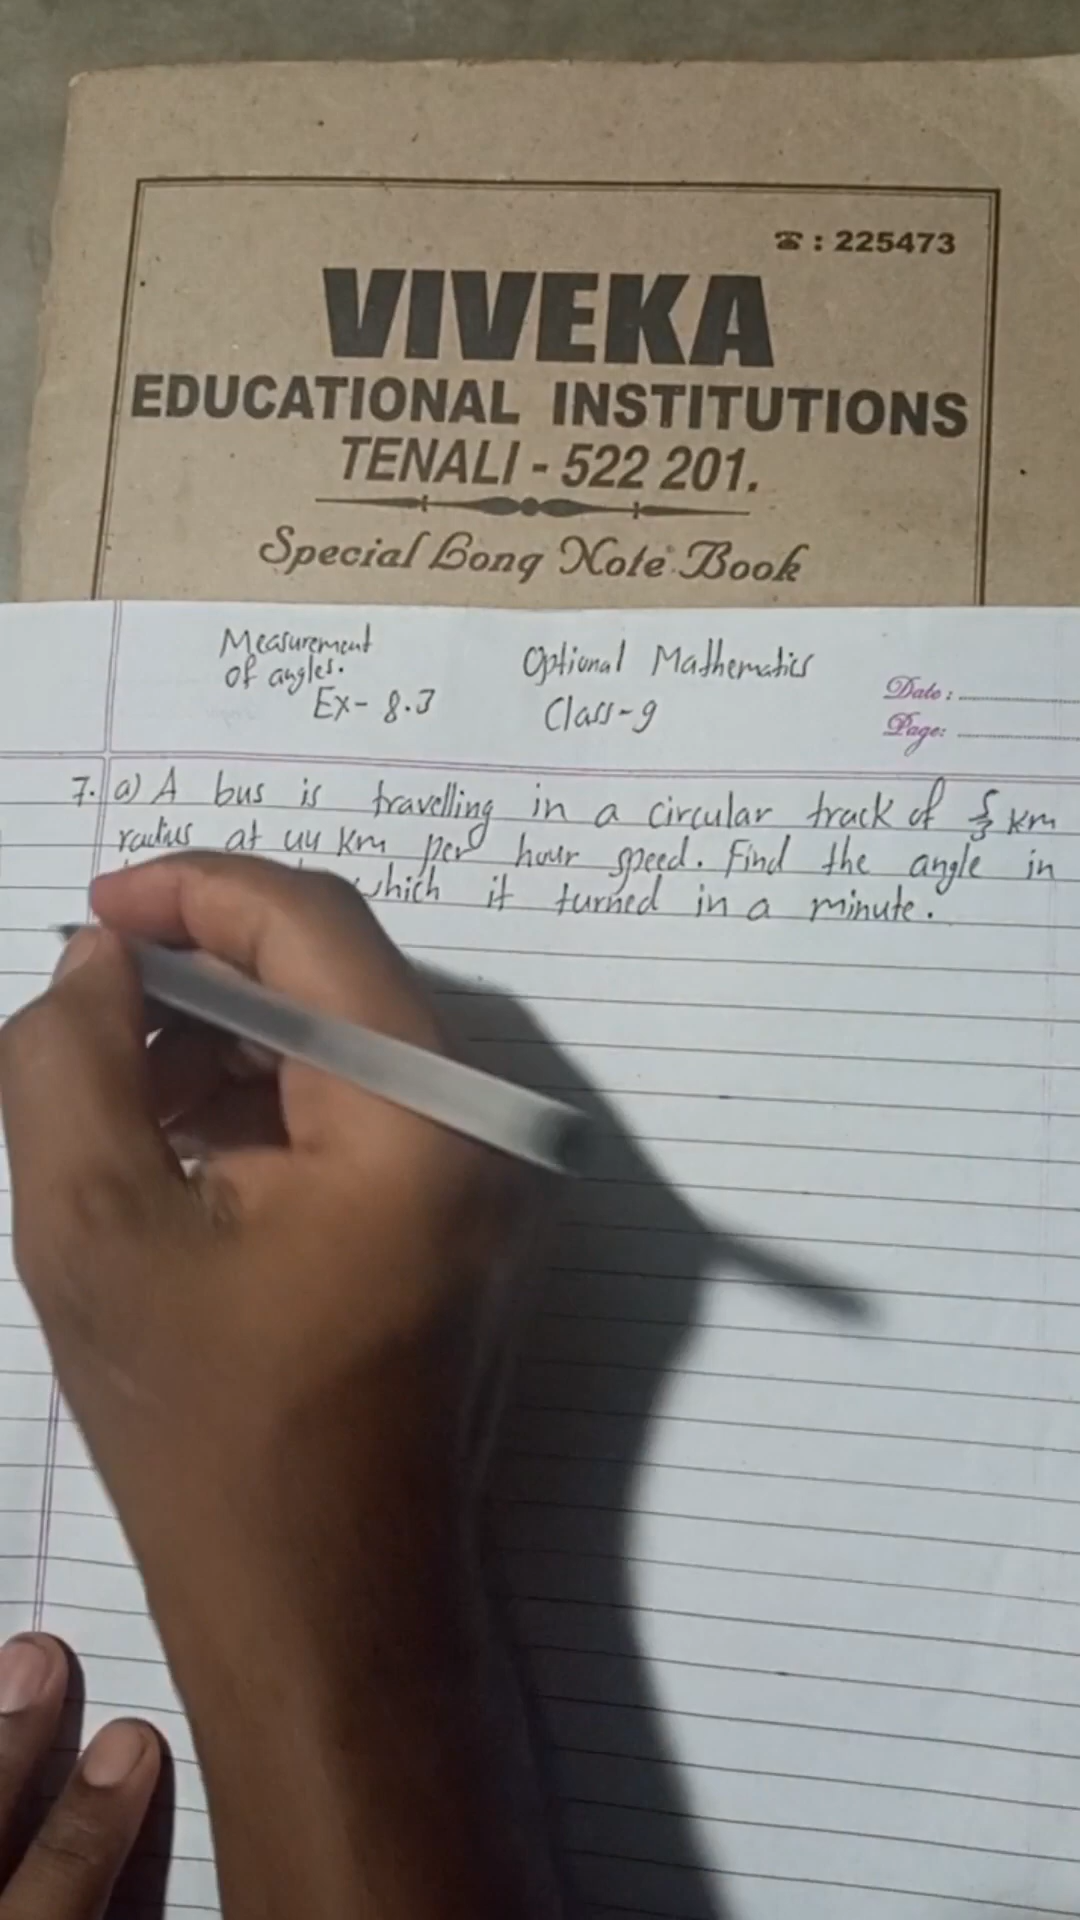 ☎ : 225473
VIVEKA
EDUCATIONAL INSTITUTIONS
TENALI - 522 201.
Special Long Note Book
Measurement
of angles.
Ex- 8.3
Optional Mathematics
Class-9
Date :
Page:
7. a) A bus is travelling in a circular track of 5/3 km
radius at 44 km per hour speed. Find the angle in
which it turned in a minute.